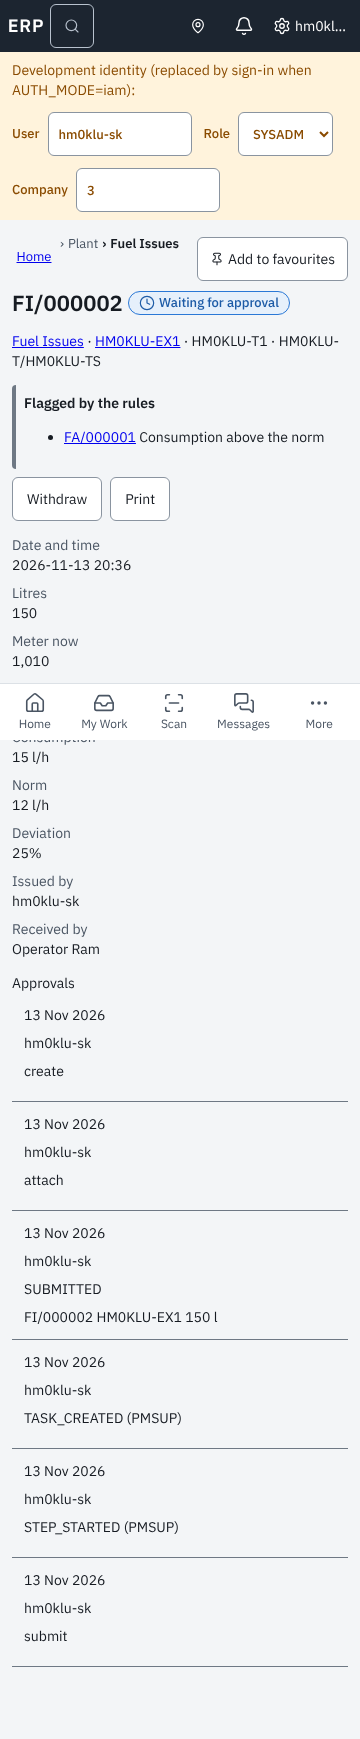 ERP
hm0kl...
Development identity (replaced by sign-in when
AUTH_MODE=iam):
User
hm0klu-sk
Role
SYSADM
Company
3
Home
› Plant › Fuel Issues
Add to favourites
FI/000002
Waiting for approval
Fuel Issues · HM0KLU-EX1 · HM0KLU-T1 · HM0KLU-
T/HM0KLU-TS
Flagged by the rules
• FA/000001 Consumption above the norm
Withdraw
Print
Date and time
2026-11-13 20:36
Litres
150
Meter now
1,010
Home
My Work
Scan
Messages
More
Consumption
15 l/h
Norm
12 l/h
Deviation
25%
Issued by
hm0klu-sk
Received by
Operator Ram
Approvals
13 Nov 2026
hm0klu-sk
create
13 Nov 2026
hm0klu-sk
attach
13 Nov 2026
hm0klu-sk
SUBMITTED
FI/000002 HM0KLU-EX1 150 l
13 Nov 2026
hm0klu-sk
TASK_CREATED (PMSUP)
13 Nov 2026
hm0klu-sk
STEP_STARTED (PMSUP)
13 Nov 2026
hm0klu-sk
submit